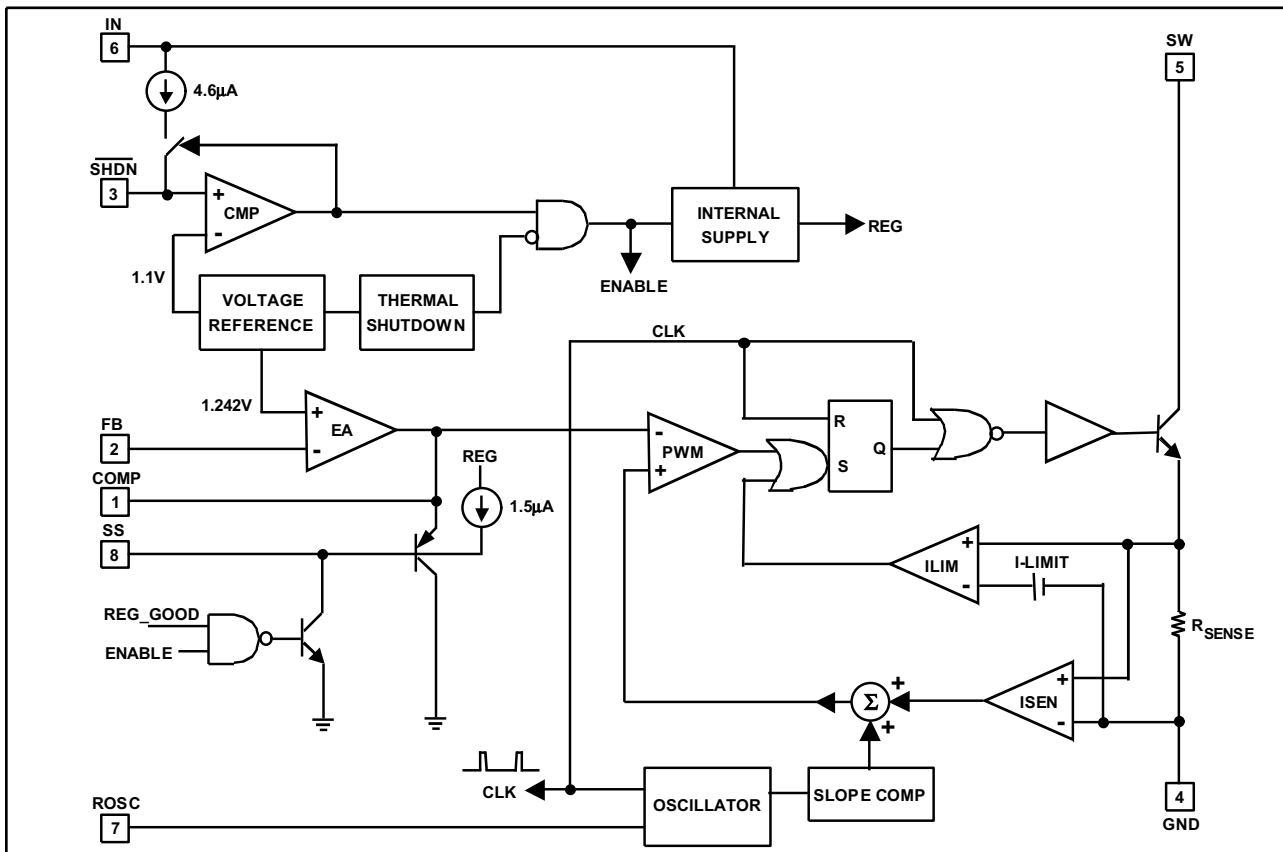 IN
6
SW
5
4.6µA
SHDN
3
+
-
CMP
INTERNAL
SUPPLY
REG
1.1V
ENABLE
VOLTAGE
REFERENCE
THERMAL
SHUTDOWN
CLK
1.242V
+
-
EA
FB
2
-
+
PWM
R
S
Q
COMP
1
REG
1.5µA
SS
8
+
-
ILIM
I-LIMIT
REG_GOOD
ENABLE
RSENSE
+
-
ISEN
Σ
+
+
CLK
OSCILLATOR
SLOPE COMP
ROSC
7
4
GND